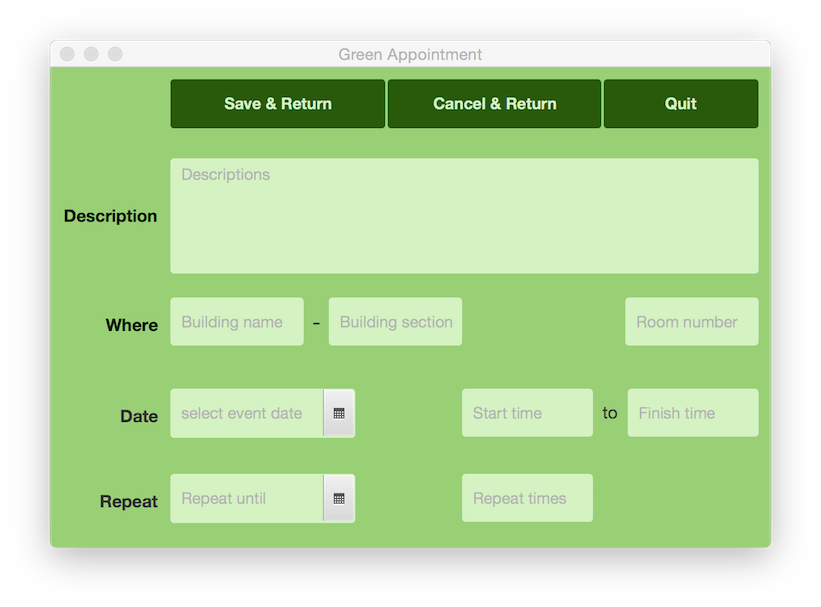 Green Appointment
Save & Return Cancel & Return Quit
Descriptions
Description
Where Building name - Building section Room number
Date select event date Start time to Finish time
Repeat Repeat until Repeat times